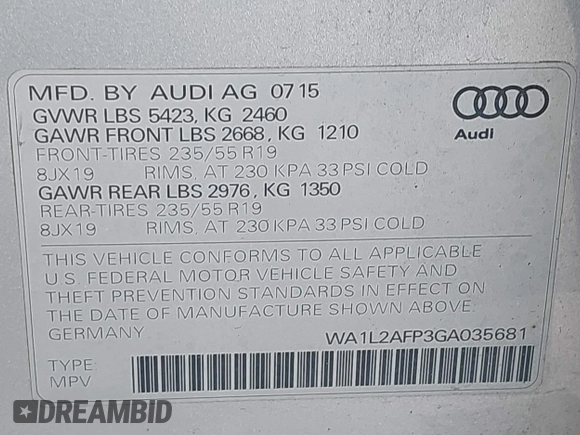 MFD. BY AUDI AG 07 15
GVWR LBS 5423, KG 2460
GAWR FRONT LBS 2668, KG 1210
FRONT-TIRES 235/55 R19
8JX19 RIMS, AT 230 KPA 33 PSI COLD
GAWR REAR LBS 2976, KG 1350
REAR-TIRES 235/55 R19
8JX19 RIMS, AT 230 KPA 33 PSI COLD
Audi
THIS VEHICLE CONFORMS TO ALL APPLICABLE
U.S. FEDERAL MOTOR VEHICLE SAFETY AND
THEFT PREVENTION STANDARDS IN EFFECT ON
THE DATE OF MANUFACTURE SHOWN ABOVE.
GERMANY WA1L2AFP3GA035681
TYPE:
MPV
DREAMBID